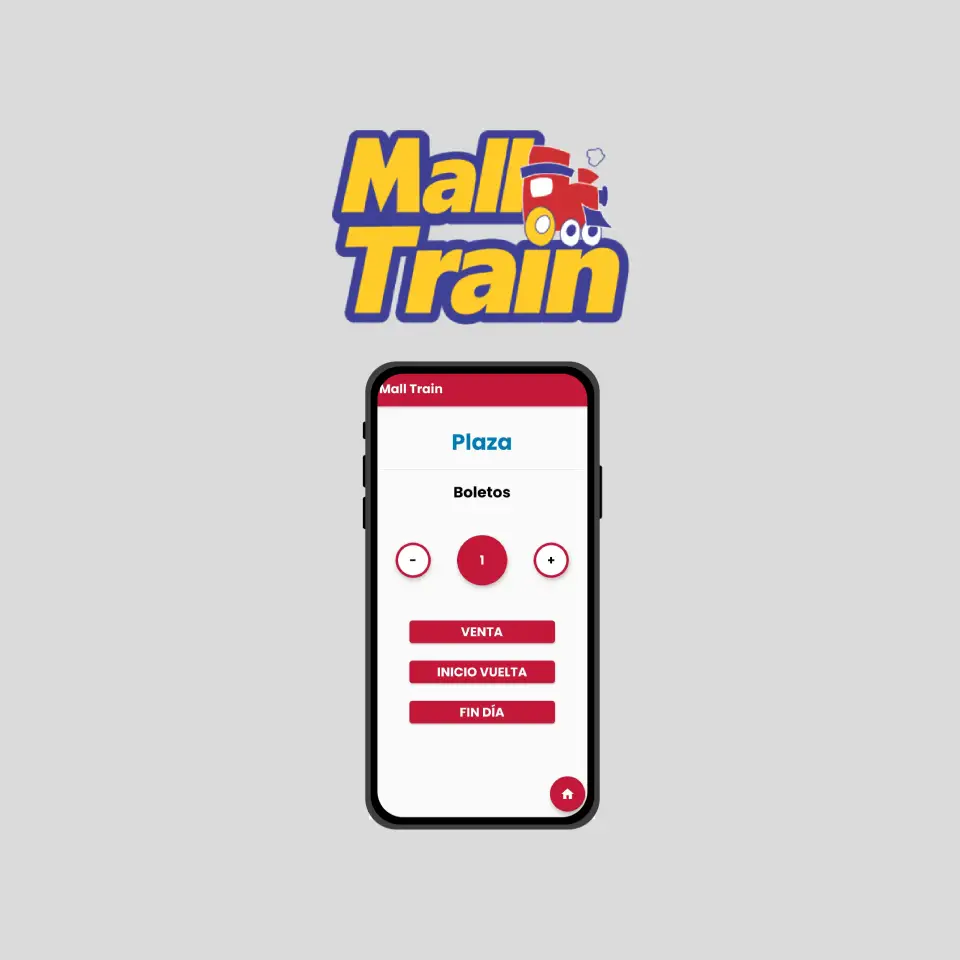 Mall
Train
Mall Train
Plaza
Boletos
- 1 +
VENTA
INICIO VUELTA
FIN DÍA